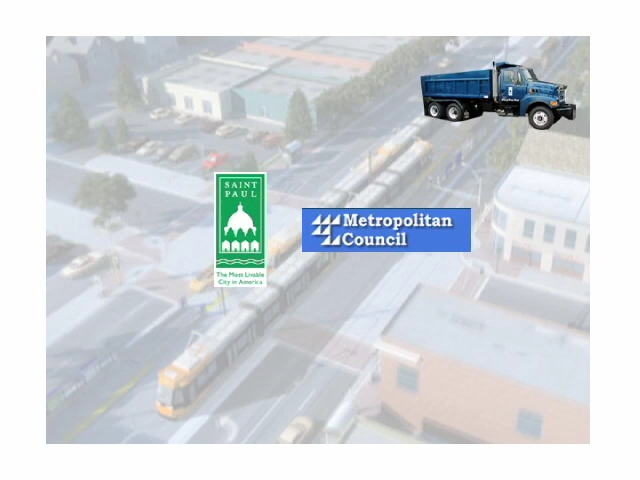 SAINT
PAUL
The Most Livable
City in America
Metropolitan
Council